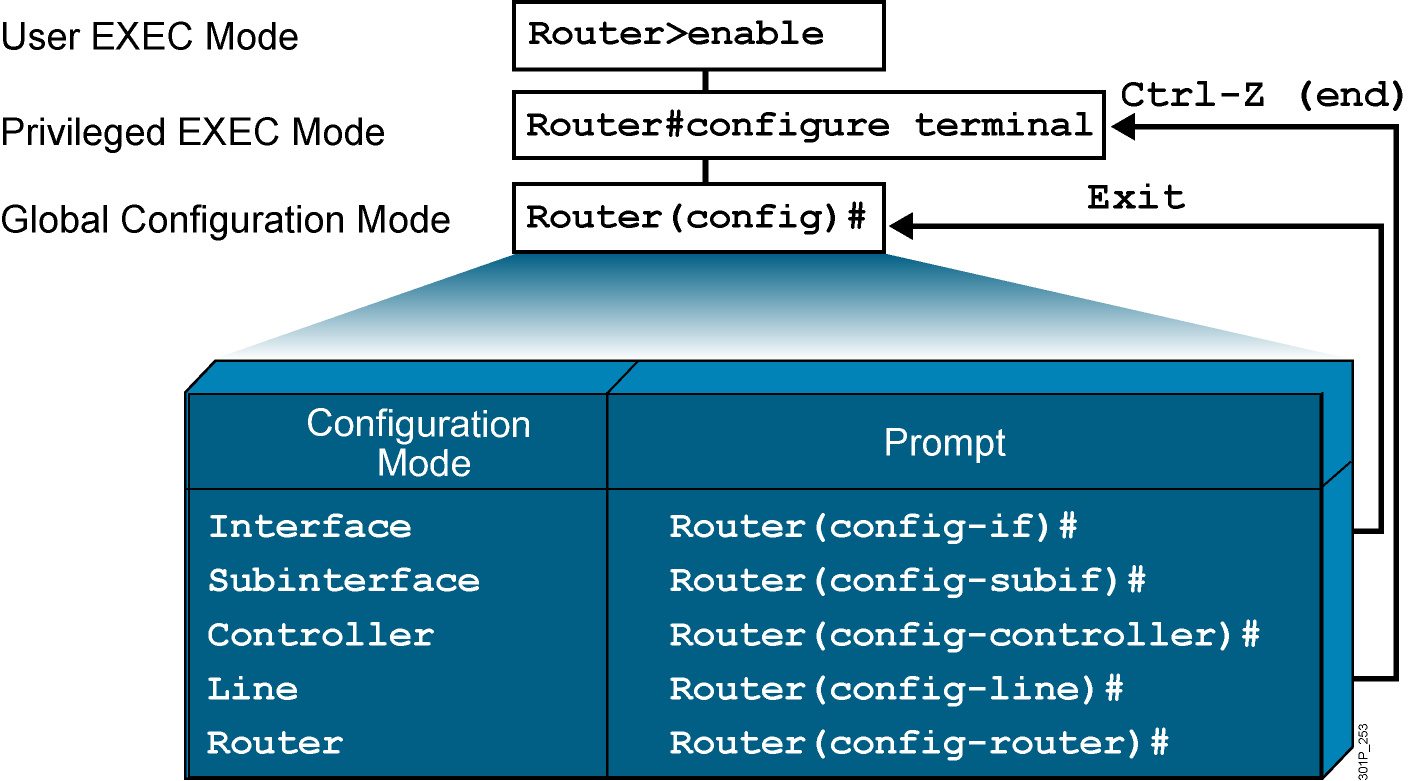 User EXEC Mode
Router>enable
Ctrl-Z (end)
Privileged EXEC Mode
Router#configure terminal
Exit
Global Configuration Mode
Router(config)#
Configuration
Mode
Prompt
Interface
Router(config-if)#
Subinterface
Router(config-subif)#
Controller
Router(config-controller)#
Line
Router(config-line)#
Router
Router(config-router)#
301P_253